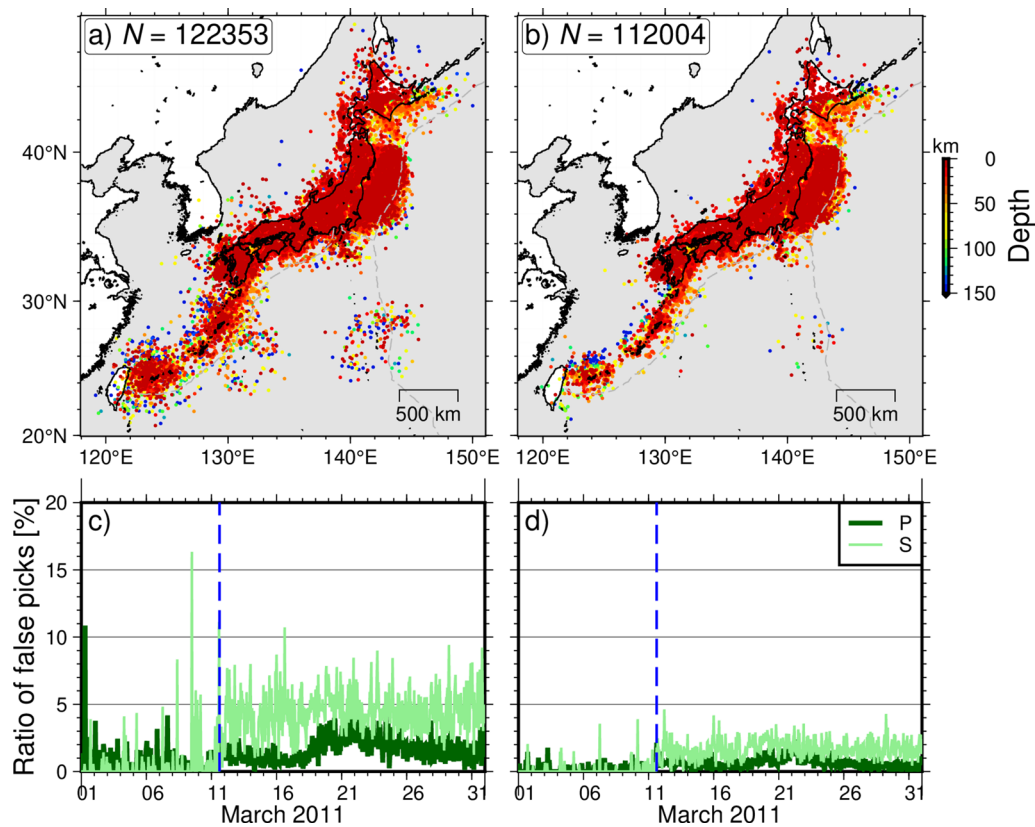 a) N = 122353
b) N = 112004
40°N
30°N
20°N
500 km
500 km
km
0
50
100
150
Depth
120°E
130°E
140°E
150°E
120°E
130°E
140°E
150°E
20
15
10
5
0
Ratio of false picks [%]
c)
d)
P
S
01
06
11
16
21
26
31
01
06
11
16
21
26
31
March 2011
March 2011